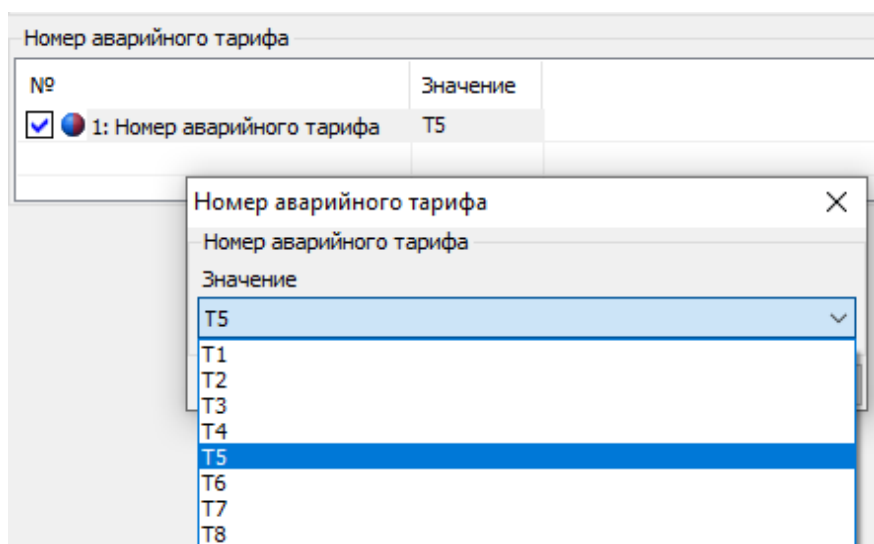 Номер аварийного тарифа
№ Значение
1: Номер аварийного тарифа T5
Номер аварийного тарифа
Номер аварийного тарифа
Значение
T5
T1
T2
T3
T4
T5
T6
T7
T8